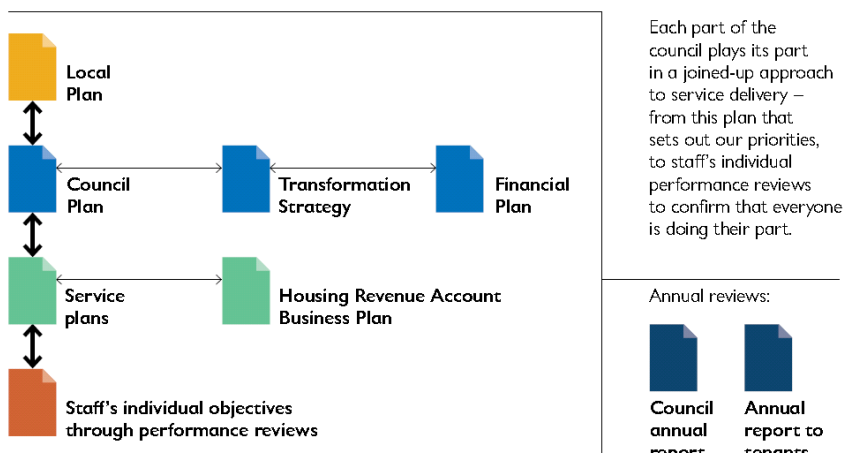 Local
Plan
Council
Plan
Transformation
Strategy
Financial
Plan
Service
plans
Housing Revenue Account
Business Plan
Staff's individual objectives
through performance reviews
Each part of the
council plays its part
in a joined-up approach
to service delivery –
from this plan that
sets out our priorities,
to staff's individual
performance reviews
to confirm that everyone
is doing their part.
Annual reviews:
Council
annual
report
Annual
report to
tenants